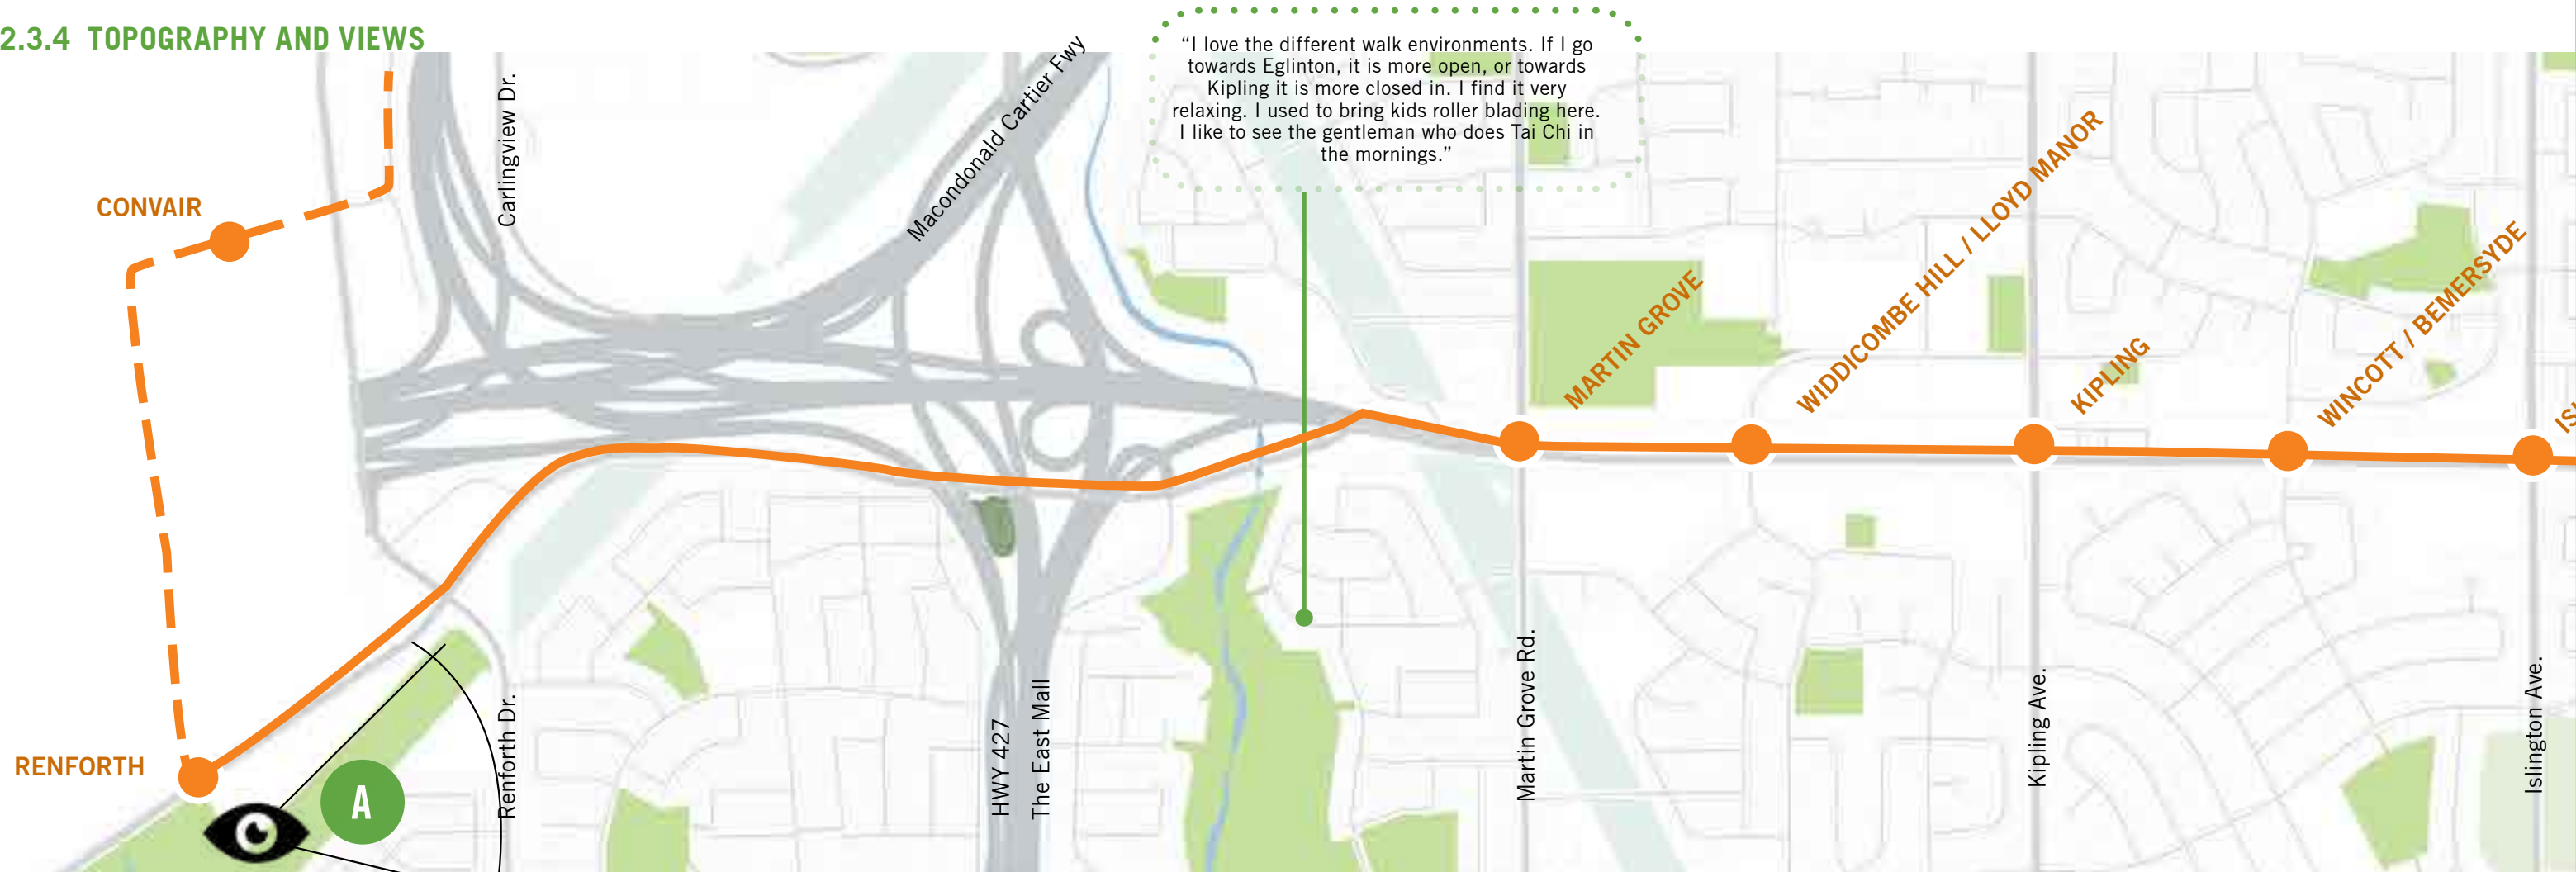 2.3.4 TOPOGRAPHY AND VIEWS
“I love the different walk environments. If I go
towards Eglinton, it is more open, or towards
Kipling it is more closed in. I find it very
relaxing. I used to bring kids roller blading here.
I like to see the gentleman who does Tai Chi in
the mornings.”
Carlingview Dr.
Macondonald Cartier Fwy
CONVAIR
MARTIN GROVE
WIDDICOMBE HILL / LLOYD MANOR
KIPLING
WINCOTT / BEMERSYDE
RENFORTH
A
Renforth Dr.
HWY 427
The East Mall
Martin Grove Rd.
Kipling Ave.
Islington Ave.